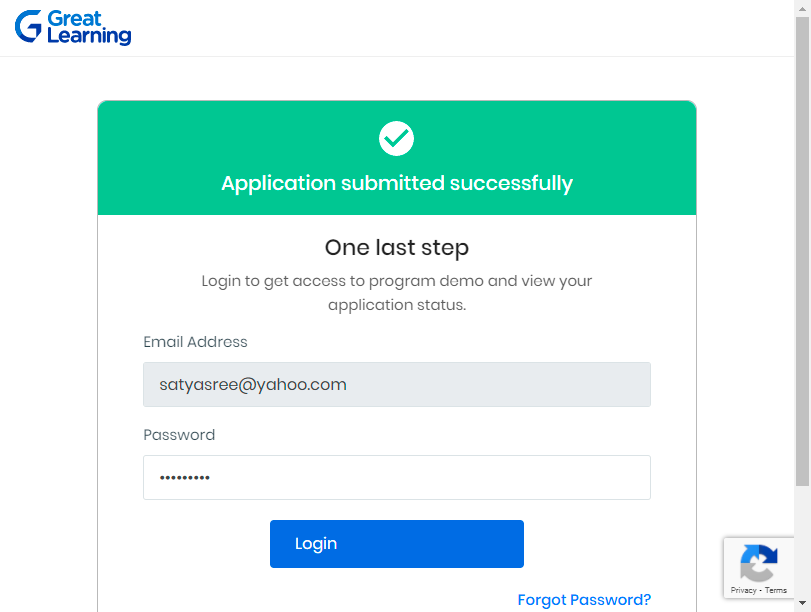 Great
Learning
Application submitted successfully
One last step
Login to get access to program demo and view your
application status.
Email Address
satyasree@yahoo.com
Password
•••••••••
Login
Forgot Password?
Privacy - Terms